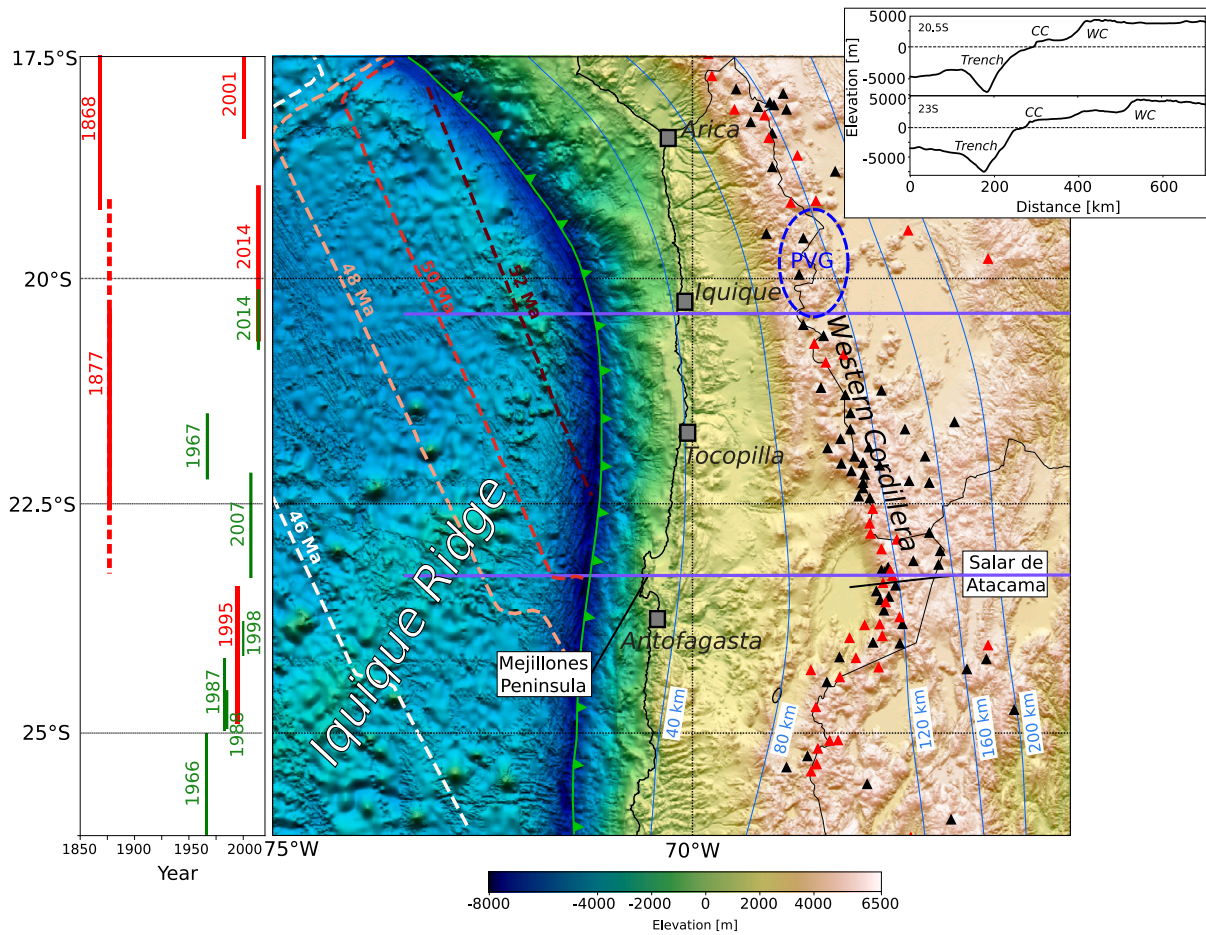 17.5°S
20°S
22.5°S
25°S
1868
2001
2014
2014
1877
1967
2007
1995
1998
1987
1988
1966
1850
1900
1950
2000
Year
46 Ma
48 Ma
50 Ma
52 Ma
Iquique Ridge
Arica
Iquique
Tocopilla
Antofagasta
Mejillones
Peninsula
PVG
Western Cordillera
Salar de
Atacama
40 km
80 km
120 km
160 km
200 km
75°W
70°W
-8000
-4000
-2000
0
2000
4000
6500
Elevation [m]
Elevation [m]
5000
0
-5000
20.5S
Trench
CC
WC
5000
0
-5000
23S
Trench
CC
WC
0
200
400
600
Distance [km]